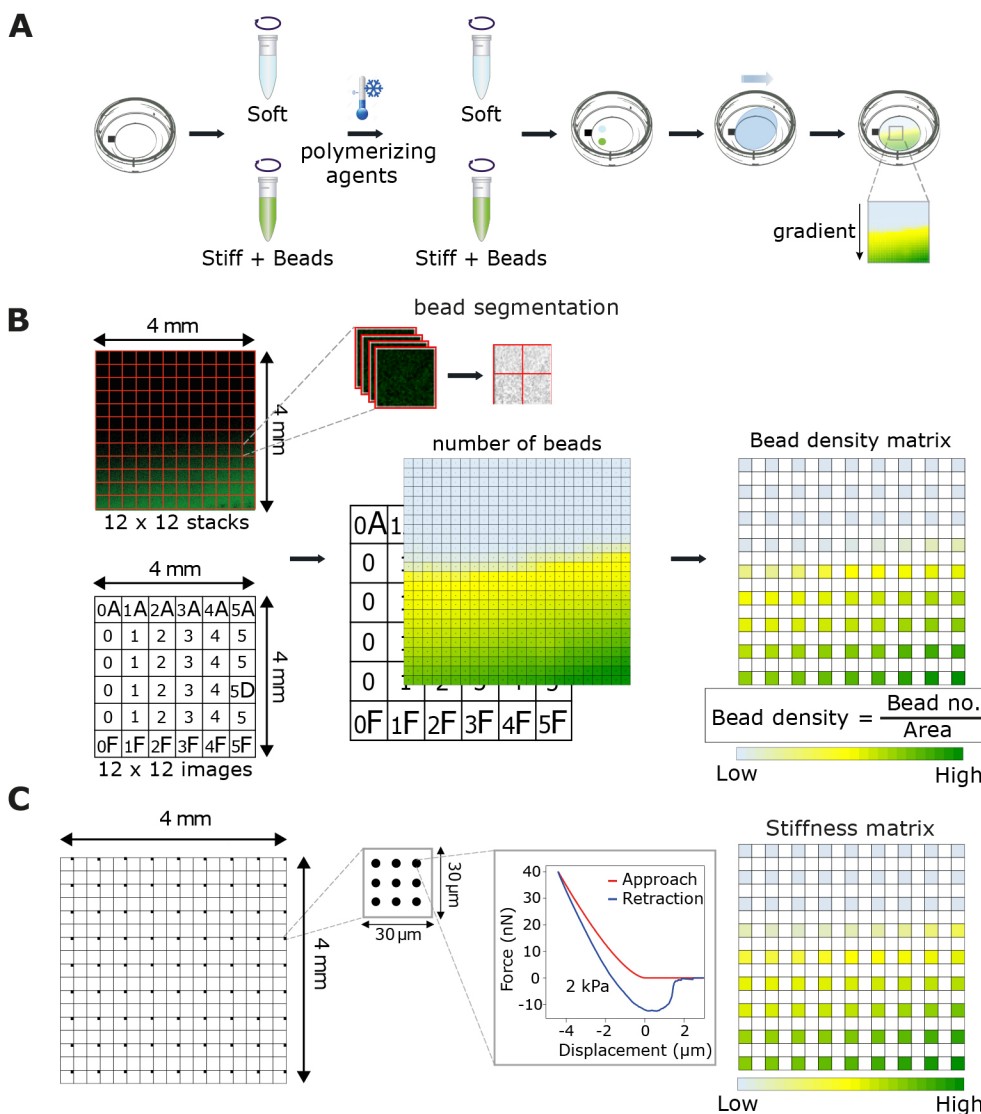 A
Soft
Soft
polymerizing
agents
Stiff + Beads
Stiff + Beads
gradient
B
bead segmentation
4 mm
4 mm
12 x 12 stacks
number of beads
Bead density matrix
4 mm
0A 1A 2A 3A 4A 5A
0 1 2 3 4 5
0 1 2 3 4 5
0 1 2 3 4 5D
0 1 2 3 4 5
0F 1F 2F 3F 4F 5F
4 mm
12 x 12 images
0A
0
0
0
0
0F 1F 2F 3F 4F 5F
Bead density = Bead no.
Area
Low High
C
4 mm
4 mm
30 µm
30 µm
Approach
Retraction
Force (nN)
40
30
20
10
0
-10
2 kPa
-4 -2 0 2
Displacement (µm)
Stiffness matrix
Low High